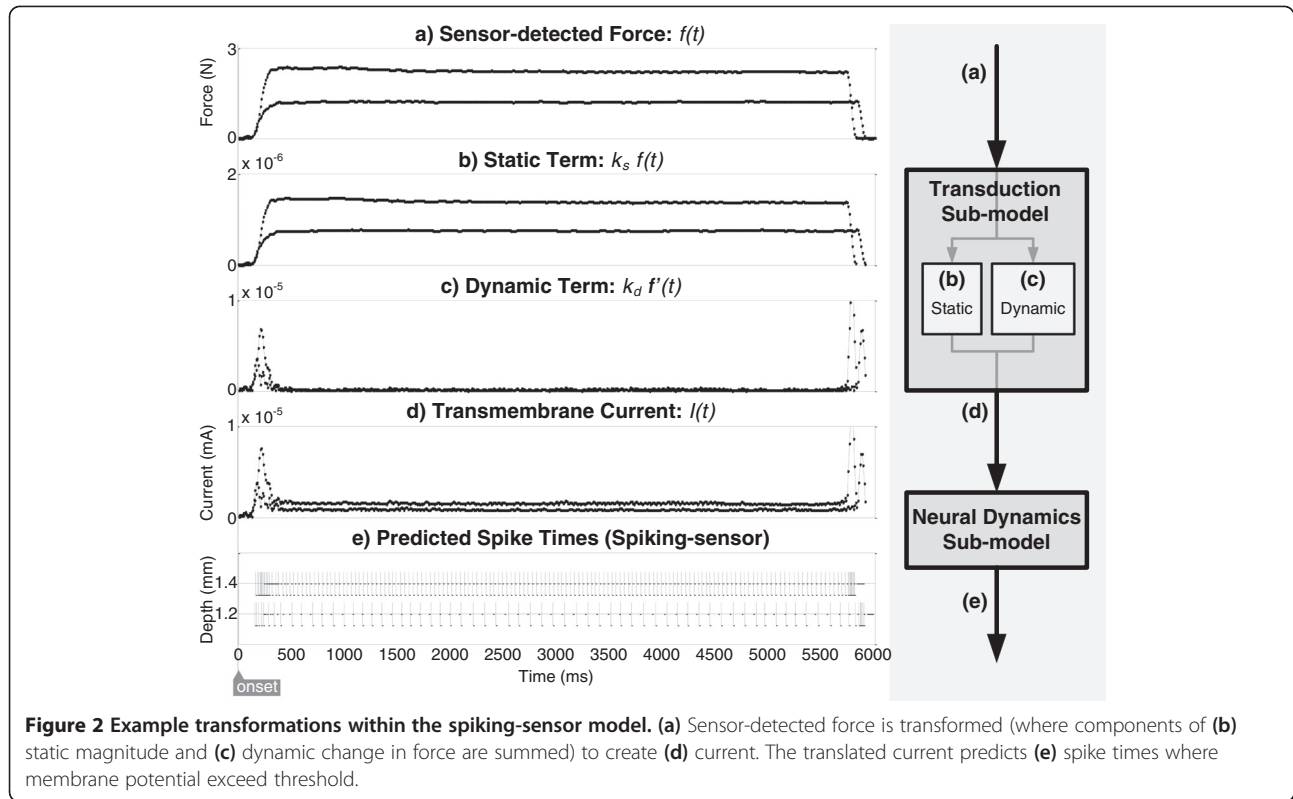 a) Sensor-detected Force: f(t)
3
0
Force (N)
b) Static Term: ks f(t)
x 10^-6
2
0
c) Dynamic Term: kd f'(t)
x 10^-5
1
0
d) Transmembrane Current: I(t)
x 10^-5
1
0
Current (mA)
e) Predicted Spike Times (Spiking-sensor)
1.4
1.2
Depth (mm)
0 500 1000 1500 2000 2500 3000 3500 4000 4500 5000 5500 6000
Time (ms)
onset
(a)
Transduction
Sub-model
(b) (c)
Static Dynamic
(d)
Neural Dynamics
Sub-model
(e)
Figure 2 Example transformations within the spiking-sensor model. (a) Sensor-detected force is transformed (where components of (b)
static magnitude and (c) dynamic change in force are summed) to create (d) current. The translated current predicts (e) spike times where
membrane potential exceed threshold.